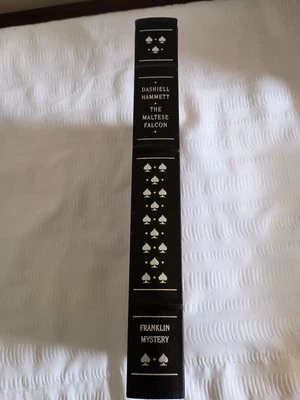 DASHIELL
HAMMETT
THE
MALTESE
FALCON
FRANKLIN
MYSTERY